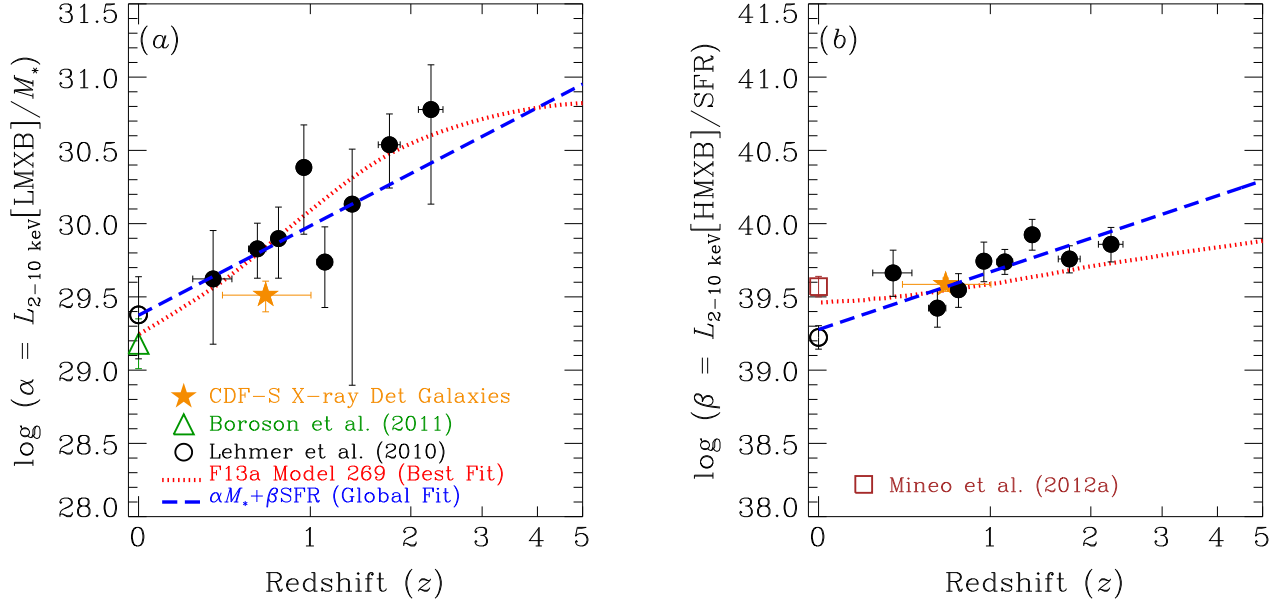 (a)
31.5
31.0
30.5
30.0
29.5
29.0
28.5
28.0
log (α = L2−10 keV[LMXB]/M*)
CDF−S X−ray Det Galaxies
Boroson et al. (2011)
Lehmer et al. (2010)
F13a Model 269 (Best Fit)
αM*+βSFR (Global Fit)
0 1 2 3 4 5
Redshift (z)
(b)
41.5
41.0
40.5
40.0
39.5
39.0
38.5
38.0
log (β = L2−10 keV[HMXB]/SFR)
Mineo et al. (2012a)
0 1 2 3 4 5
Redshift (z)